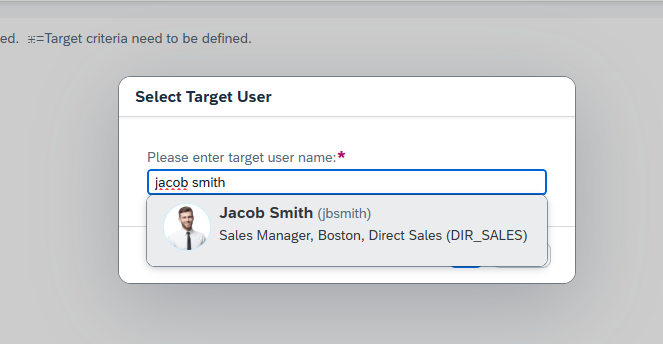 ed. ⁝=Target criteria need to be defined.
Select Target User
Please enter target user name:*
jacob smith
Jacob Smith (jbsmith)
Sales Manager, Boston, Direct Sales (DIR_SALES)